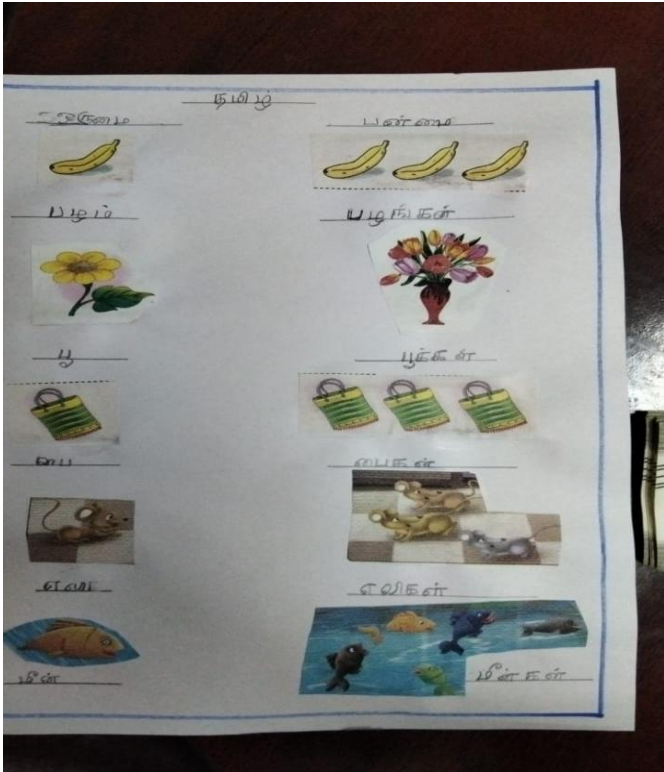 தமிழ்
ஒருமை பன்மை
பழம் பழங்கள்
பூ பூக்கள்
பை பைகள்
எலி எலிகள்
மீன் மீன்கள்